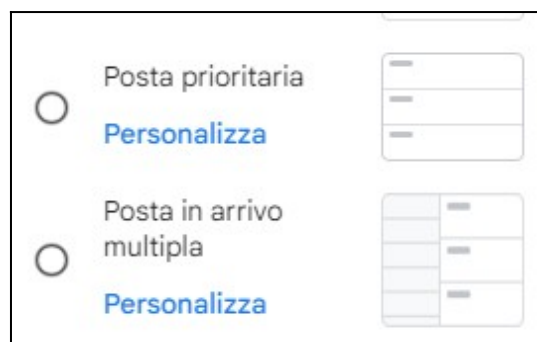 Posta prioritaria
Personalizza
Posta in arrivo
multipla
Personalizza